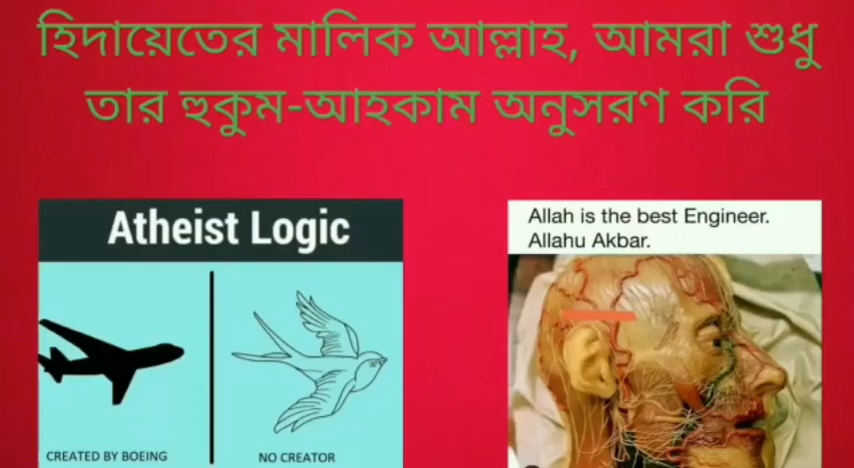 হিদায়েতের মালিক আল্লাহ, আমরা শুধু
তার হুকুম-আহকাম অনুসরণ করি
Atheist Logic
CREATED BY BOEING
NO CREATOR
Allah is the best Engineer.
Allahu Akbar.